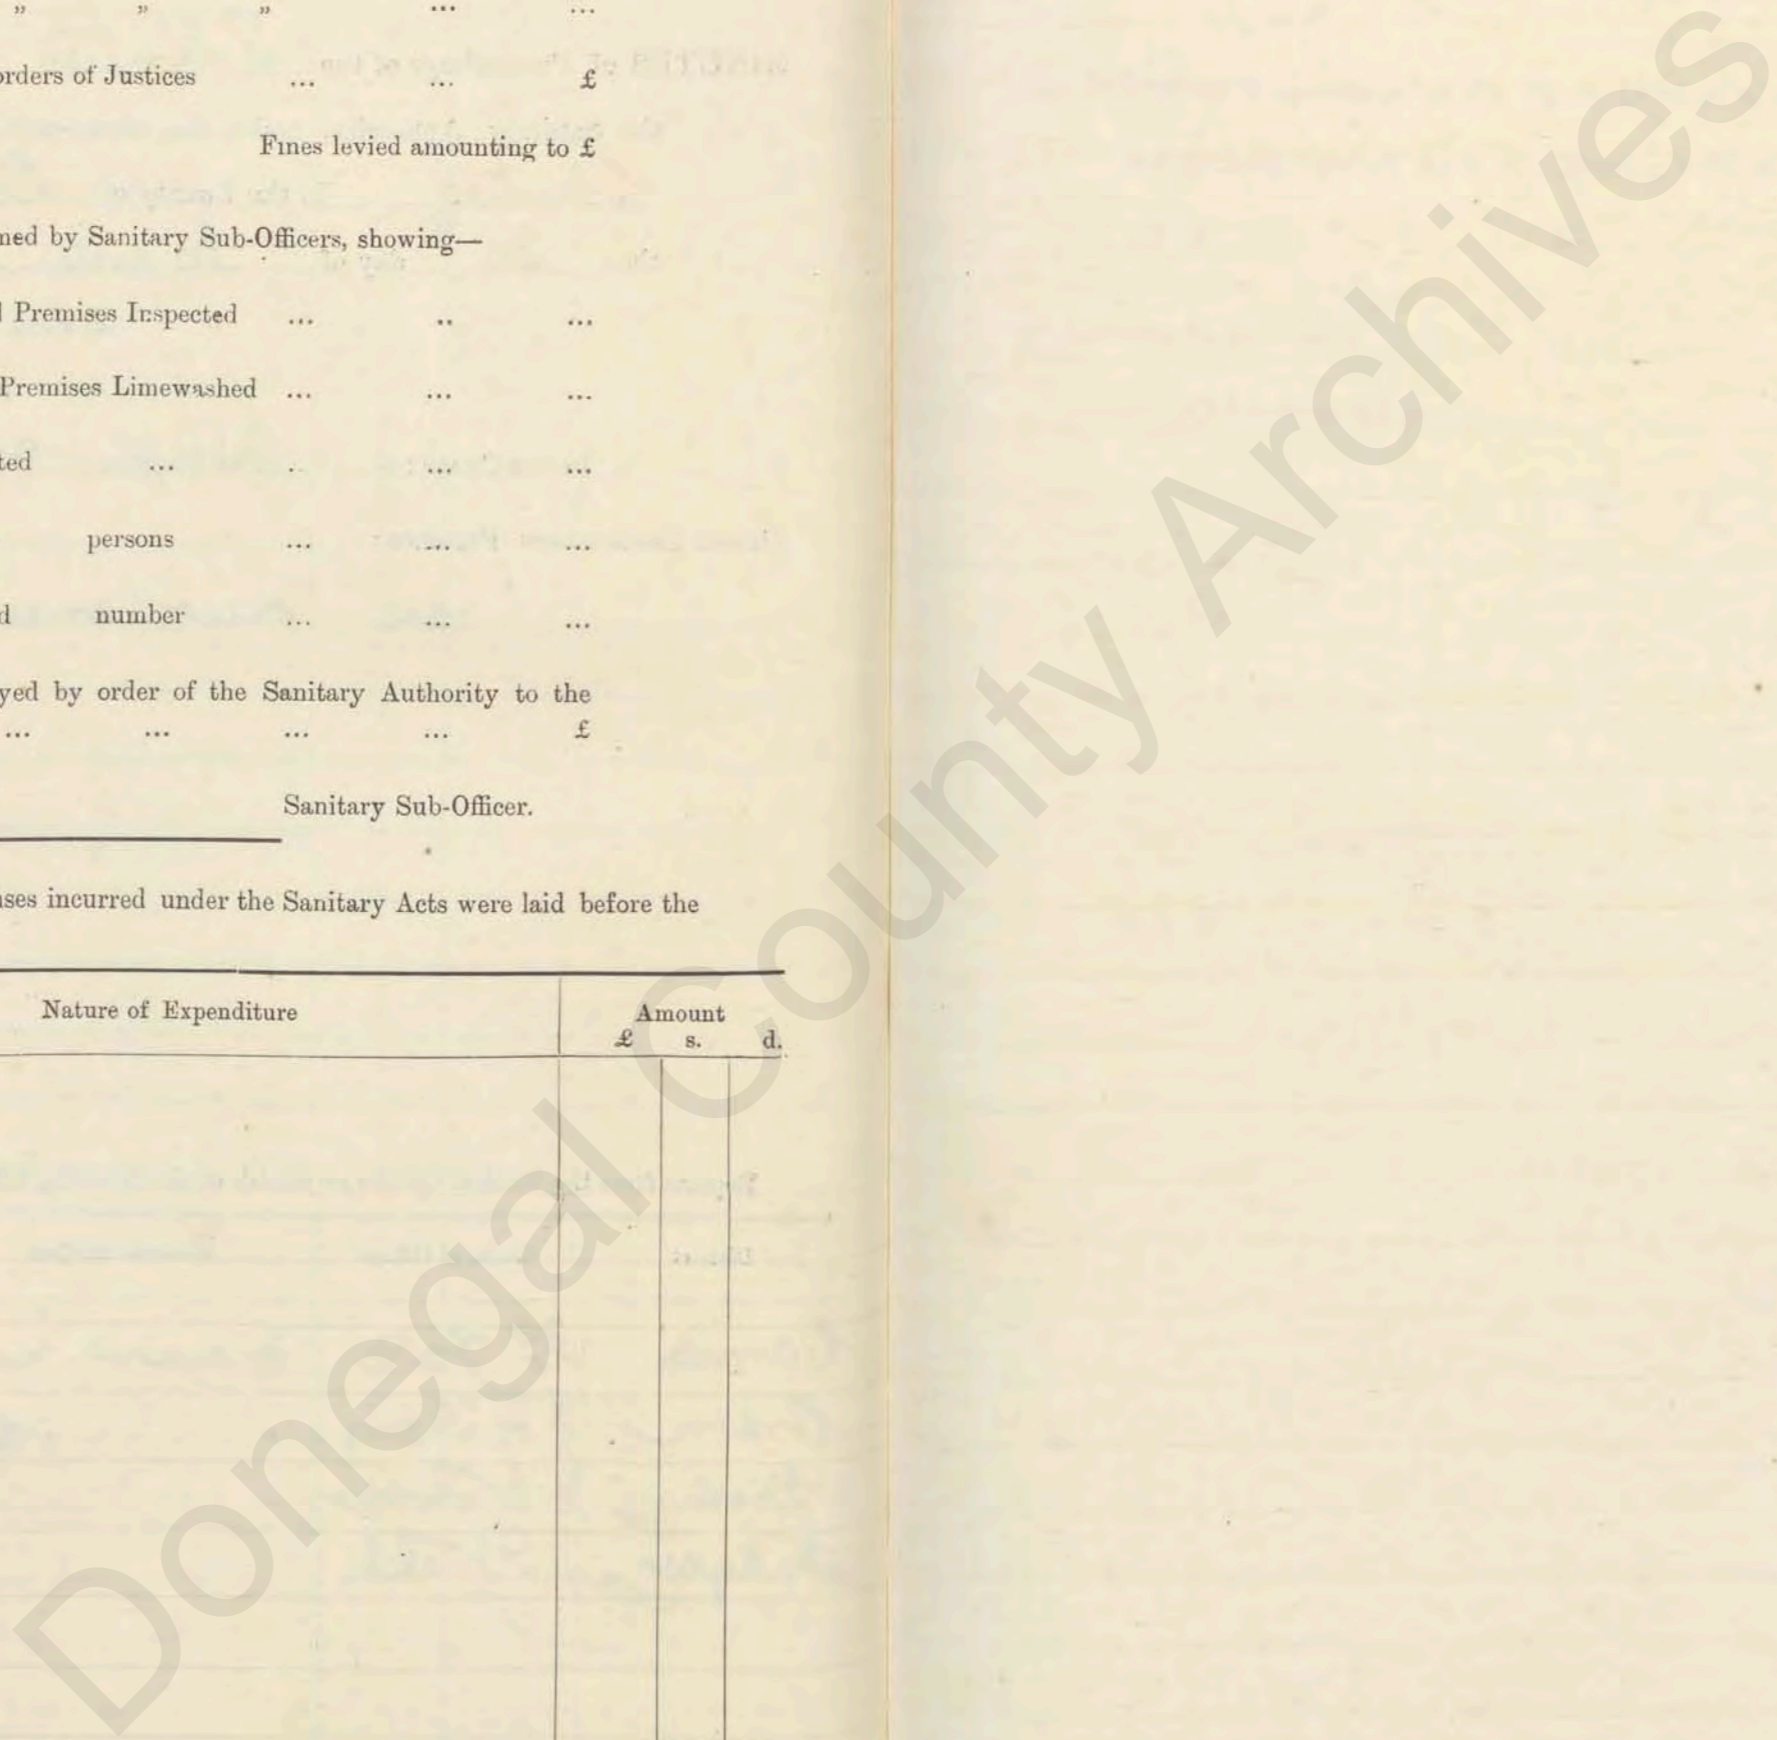 ” ” ” ... ...
orders of Justices ... ... £
Fines levied amounting to £
ned by Sanitary Sub-Officers, showing—
Premises Inspected ... .. ...
Premises Limewashed ... ... ...
ted ... . ... ...
persons ... ... ...
d number ... ... ...
yed by order of the Sanitary Authority to the
... ... ... ... £
Sanitary Sub-Officer.
ses incurred under the Sanitary Acts were laid before the
Nature of Expenditure Amount
£ s. d.
Donegal County Archives